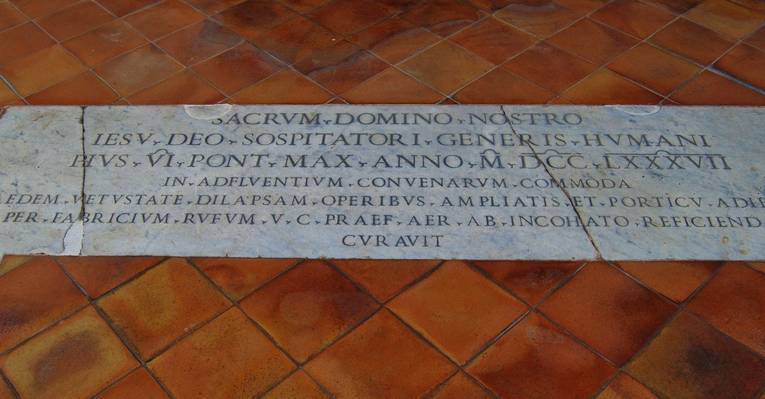 SACRVM DOMINO NOSTRO
IESV DEO SOSPITATORI GENERIS HVMANI
PIVS VI PONT MAX ANNO M DCC LXXXVII
IN ADFLVENTIVM CONVENARVM COMMODA
AEDEM VETVSTATE DILAPSAM OPERIBVS AMPLIATIS ET PORTICV
PER FABRICIVM RVFVM V C PRAEF AER AB INCOHATO REFICIEND
CVRAVIT